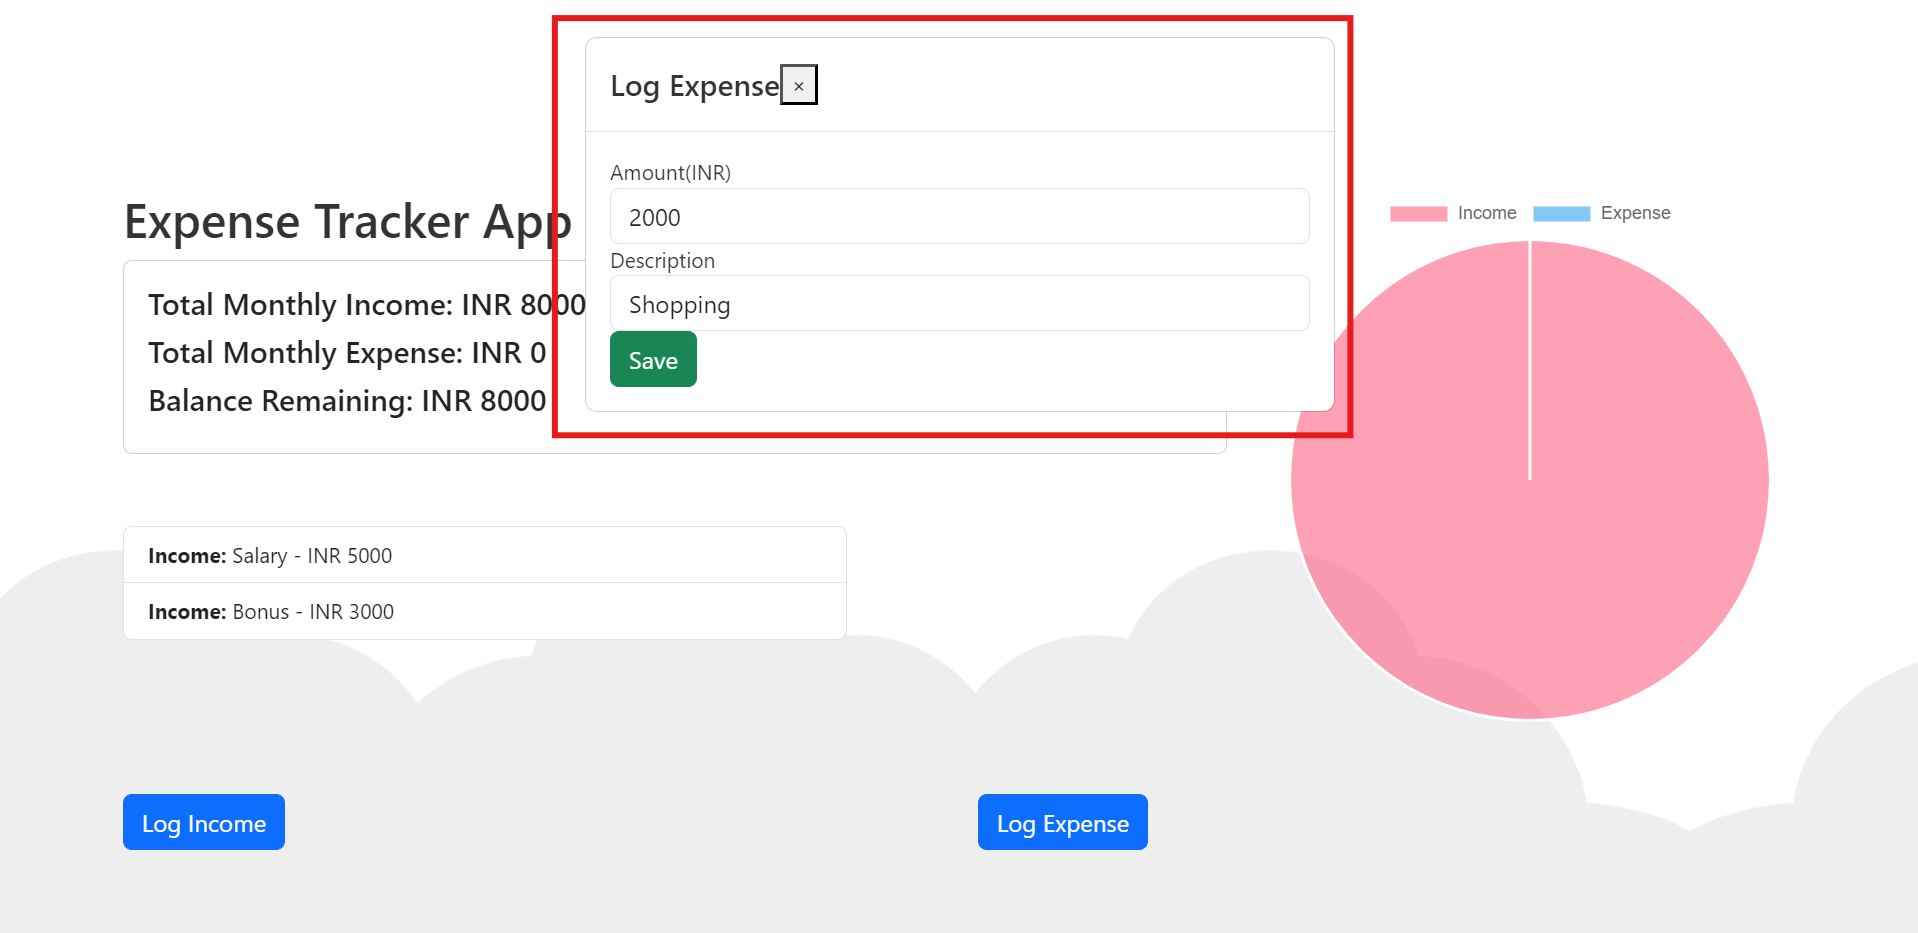 Log Expense ×
Amount(INR)
2000
Description
Shopping
Save
Expense Tracker App
Total Monthly Income: INR 8000
Total Monthly Expense: INR 0
Balance Remaining: INR 8000
Income Expense
Income: Salary - INR 5000
Income: Bonus - INR 3000
Log Income
Log Expense